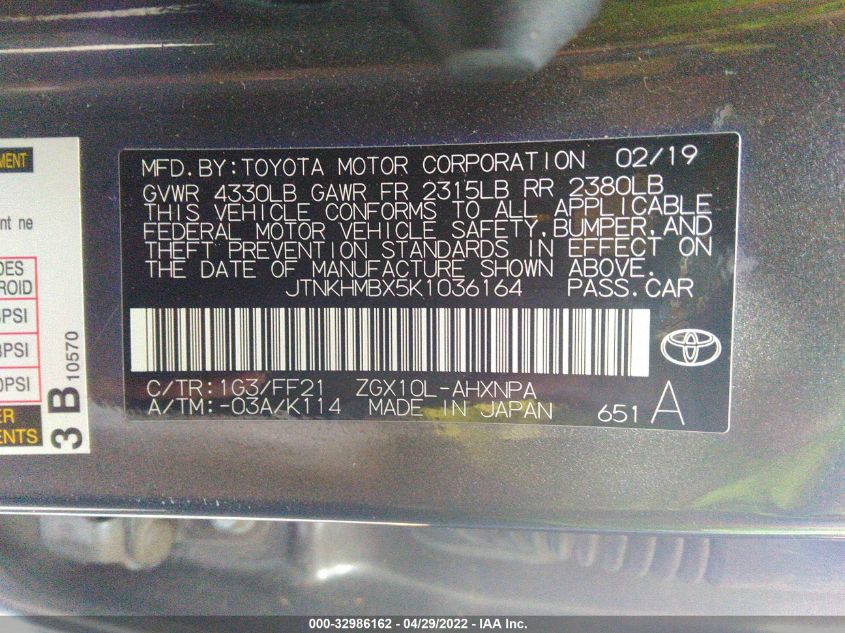 MFD.BY:TOYOTA MOTOR CORPORATION 02/19
GVWR 4330LB GAWR FR 2315LB RR 2380LB
THIS VEHICLE CONFORMS TO ALL APPLICABLE
FEDERAL MOTOR VEHICLE SAFETY,BUMPER,AND
THEFT PREVENTION STANDARDS IN EFFECT ON
THE DATE OF MANUFACTURE SHOWN ABOVE.
JTNKHMBX5K1036164 PASS.CAR
C/TR:1G3/FF21 ZGX10L-AHXNPA
A/TM:-03A/K114 MADE IN JAPAN 651 A
3 B 10570
PSI
PSI
PSI
000-32986162 - 04/29/2022 - IAA Inc.